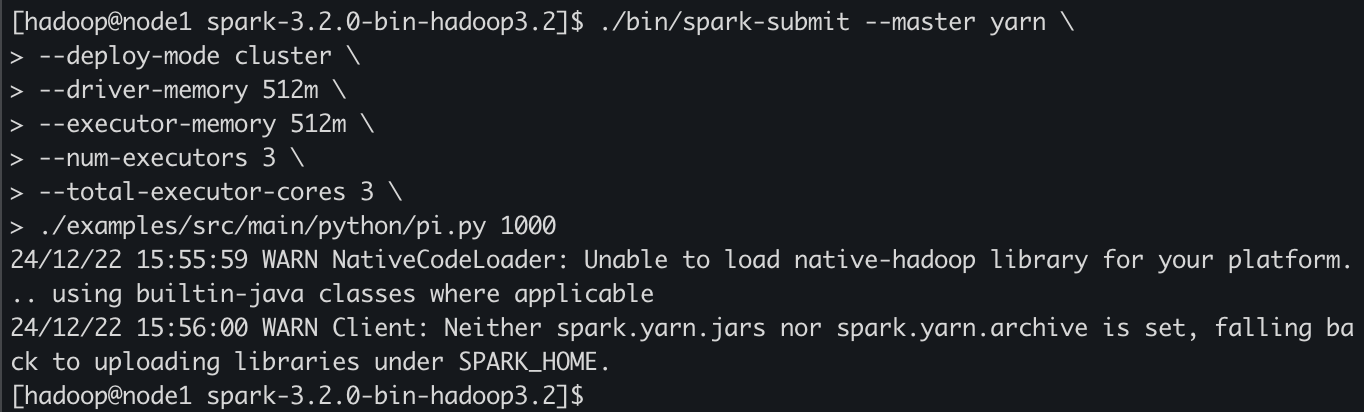 [hadoop@node1 spark-3.2.0-bin-hadoop3.2]$ ./bin/spark-submit --master yarn \
> --deploy-mode cluster \
> --driver-memory 512m \
> --executor-memory 512m \
> --num-executors 3 \
> --total-executor-cores 3 \
> ./examples/src/main/python/pi.py 1000
24/12/22 15:55:59 WARN NativeCodeLoader: Unable to load native-hadoop library for your platform.
.. using builtin-java classes where applicable
24/12/22 15:56:00 WARN Client: Neither spark.yarn.jars nor spark.yarn.archive is set, falling ba
ck to uploading libraries under SPARK_HOME.
[hadoop@node1 spark-3.2.0-bin-hadoop3.2]$